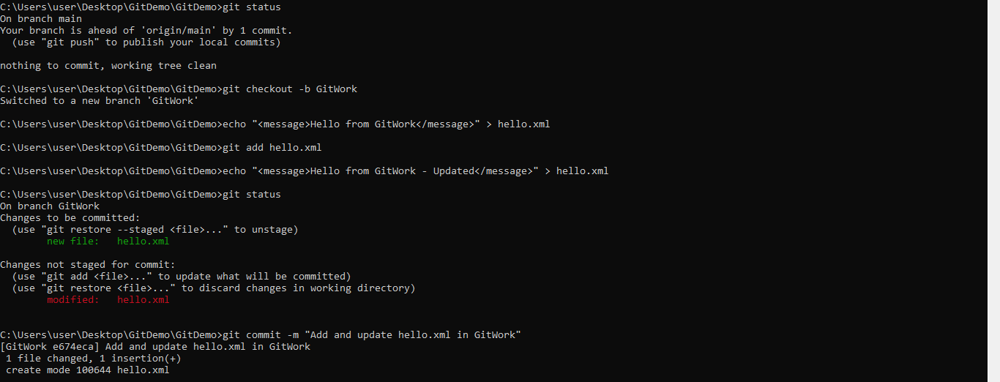 C:\Users\user\Desktop\GitDemo\GitDemo>git status
On branch main
Your branch is ahead of 'origin/main' by 1 commit.
  (use "git push" to publish your local commits)
nothing to commit, working tree clean
C:\Users\user\Desktop\GitDemo\GitDemo>git checkout -b GitWork
Switched to a new branch 'GitWork'
C:\Users\user\Desktop\GitDemo\GitDemo>echo "<message>Hello from GitWork</message>" > hello.xml
C:\Users\user\Desktop\GitDemo\GitDemo>git add hello.xml
C:\Users\user\Desktop\GitDemo\GitDemo>echo "<message>Hello from GitWork - Updated</message>" > hello.xml
C:\Users\user\Desktop\GitDemo\GitDemo>git status
On branch GitWork
Changes to be committed:
  (use "git restore --staged <file>..." to unstage)
        new file:   hello.xml
Changes not staged for commit:
  (use "git add <file>..." to update what will be committed)
  (use "git restore <file>..." to discard changes in working directory)
        modified:   hello.xml
C:\Users\user\Desktop\GitDemo\GitDemo>git commit -m "Add and update hello.xml in GitWork"
[GitWork e674eca] Add and update hello.xml in GitWork
 1 file changed, 1 insertion(+)
 create mode 100644 hello.xml